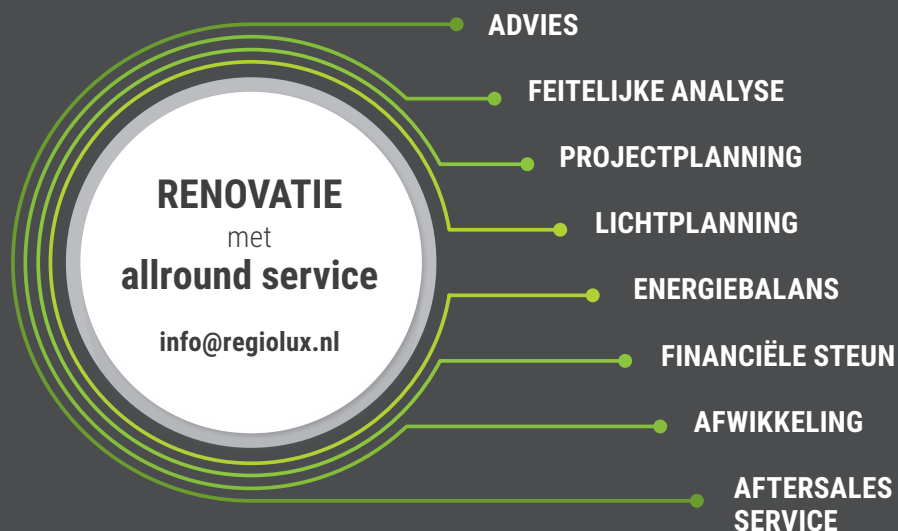 RENOVATIE
met
allround service
info@regiolux.nl
ADVIES
FEITELIJKE ANALYSE
PROJECTPLANNING
LICHTPLANNING
ENERGIEBALANS
FINANCIËLE STEUN
AFWIKKELING
AFTERSALES
SERVICE